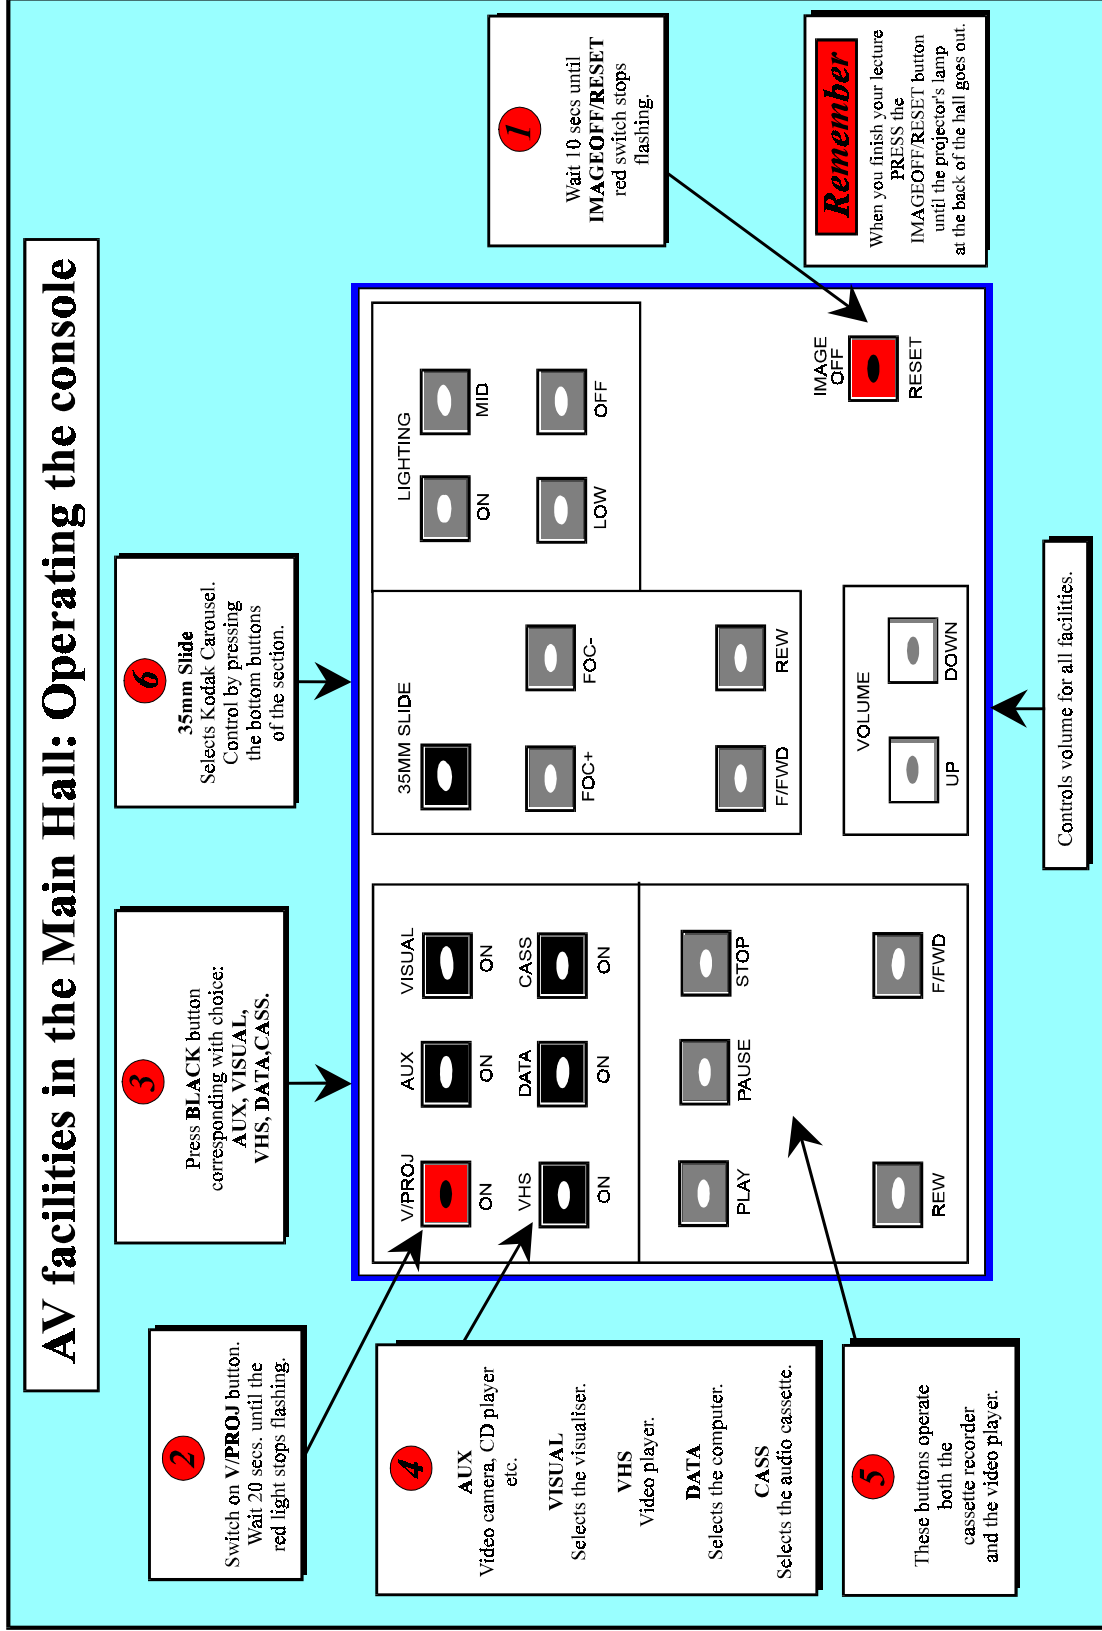 AV facilities in the Main Hall: Operating the console
2
Switch on V/PROJ button.
Wait 20 secs. until the
red light stops flashing.
3
Press BLACK button
corresponding with choice:
AUX, VISUAL,
VHS, DATA,CASS.
6
35mm Slide
Selects Kodak Carousel.
Control by pressing
the bottom buttons
of the section.
1
Wait 10 secs until
IMAGEOFF/RESET
red switch stops
flashing.
4
AUX
Video camera, CD player
etc.
VISUAL
Selects the visualiser.
VHS
Video player.
DATA
Selects the computer.
CASS
Selects the audio cassette.
5
These buttons operate
both the
cassette recorder
and the video player.
V/PROJ
AUX
VISUAL
ON
ON
ON
VHS
DATA
CASS
ON
ON
ON
PLAY
PAUSE
STOP
REW
F/FWD
35MM SLIDE
FOC+
FOC-
F/FWD
REW
VOLUME
UP
DOWN
LIGHTING
ON
MID
LOW
OFF
IMAGE
OFF
RESET
Remember
When you finish your lecture
PRESS the
IMAGEOFF/RESET button
until the projector's lamp
at the back of the hall goes out.
Controls volume for all facilities.